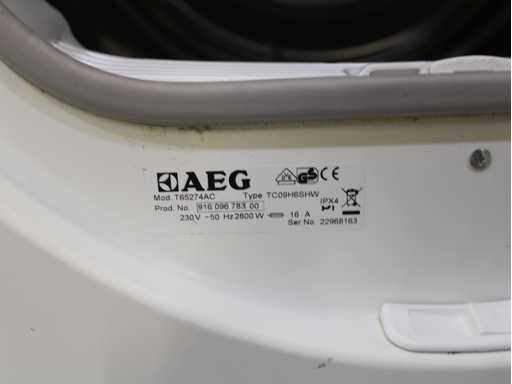 AEG
Mod. T65274AC Type TC09H6SHW
Prod. No. 916 096 783 00 IPX4
230V ~50 Hz 2800 W 16 A
Ser No. 22968163